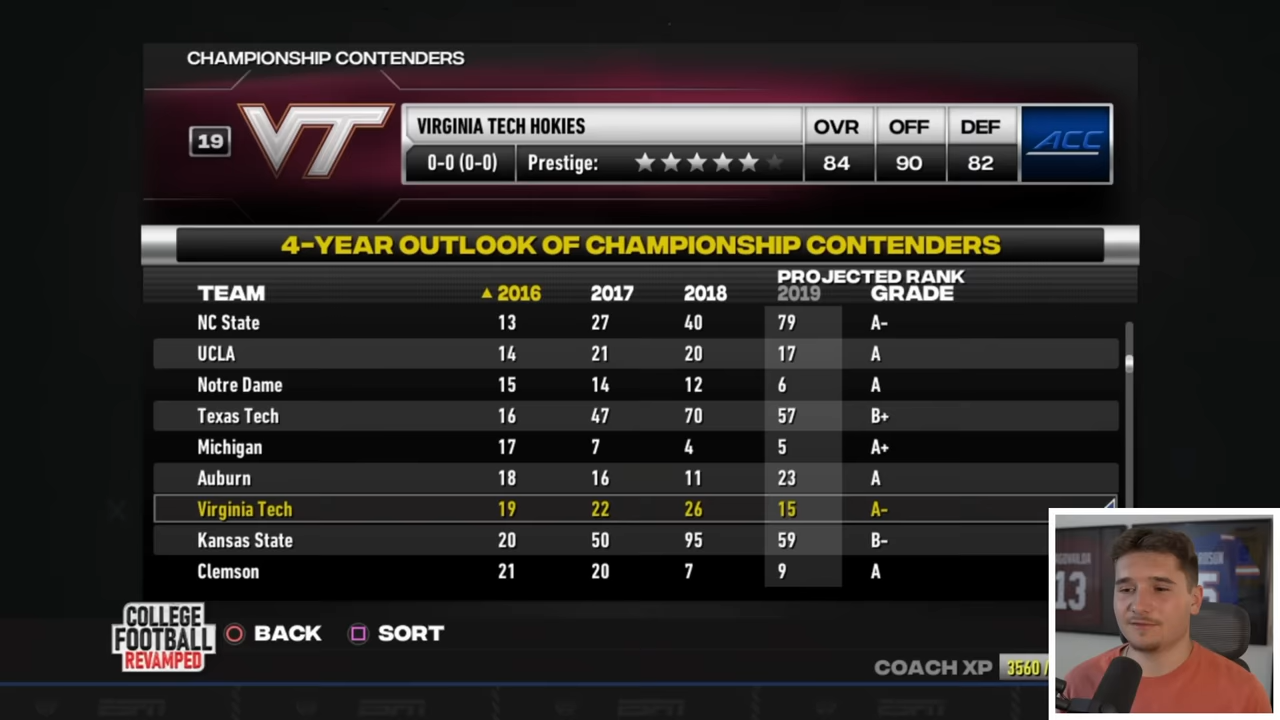 CHAMPIONSHIP CONTENDERS
19 VT VIRGINIA TECH HOKIES OVR OFF DEF ACC
0-0 (0-0) Prestige: 84 90 82
4-YEAR OUTLOOK OF CHAMPIONSHIP CONTENDERS
PROJECTED RANK
TEAM 2016 2017 2018 2019 GRADE
NC State 13 27 40 79 A-
UCLA 14 21 20 17 A
Notre Dame 15 14 12 6 A
Texas Tech 16 47 70 57 B+
Michigan 17 7 4 5 A+
Auburn 18 16 11 23 A
Virginia Tech 19 22 26 15 A-
Kansas State 20 50 95 59 B-
Clemson 21 20 7 9 A
COLLEGE
FOOTBALL
REVAMPED
BACK SORT
COACH XP 3560 /
13
ESPN